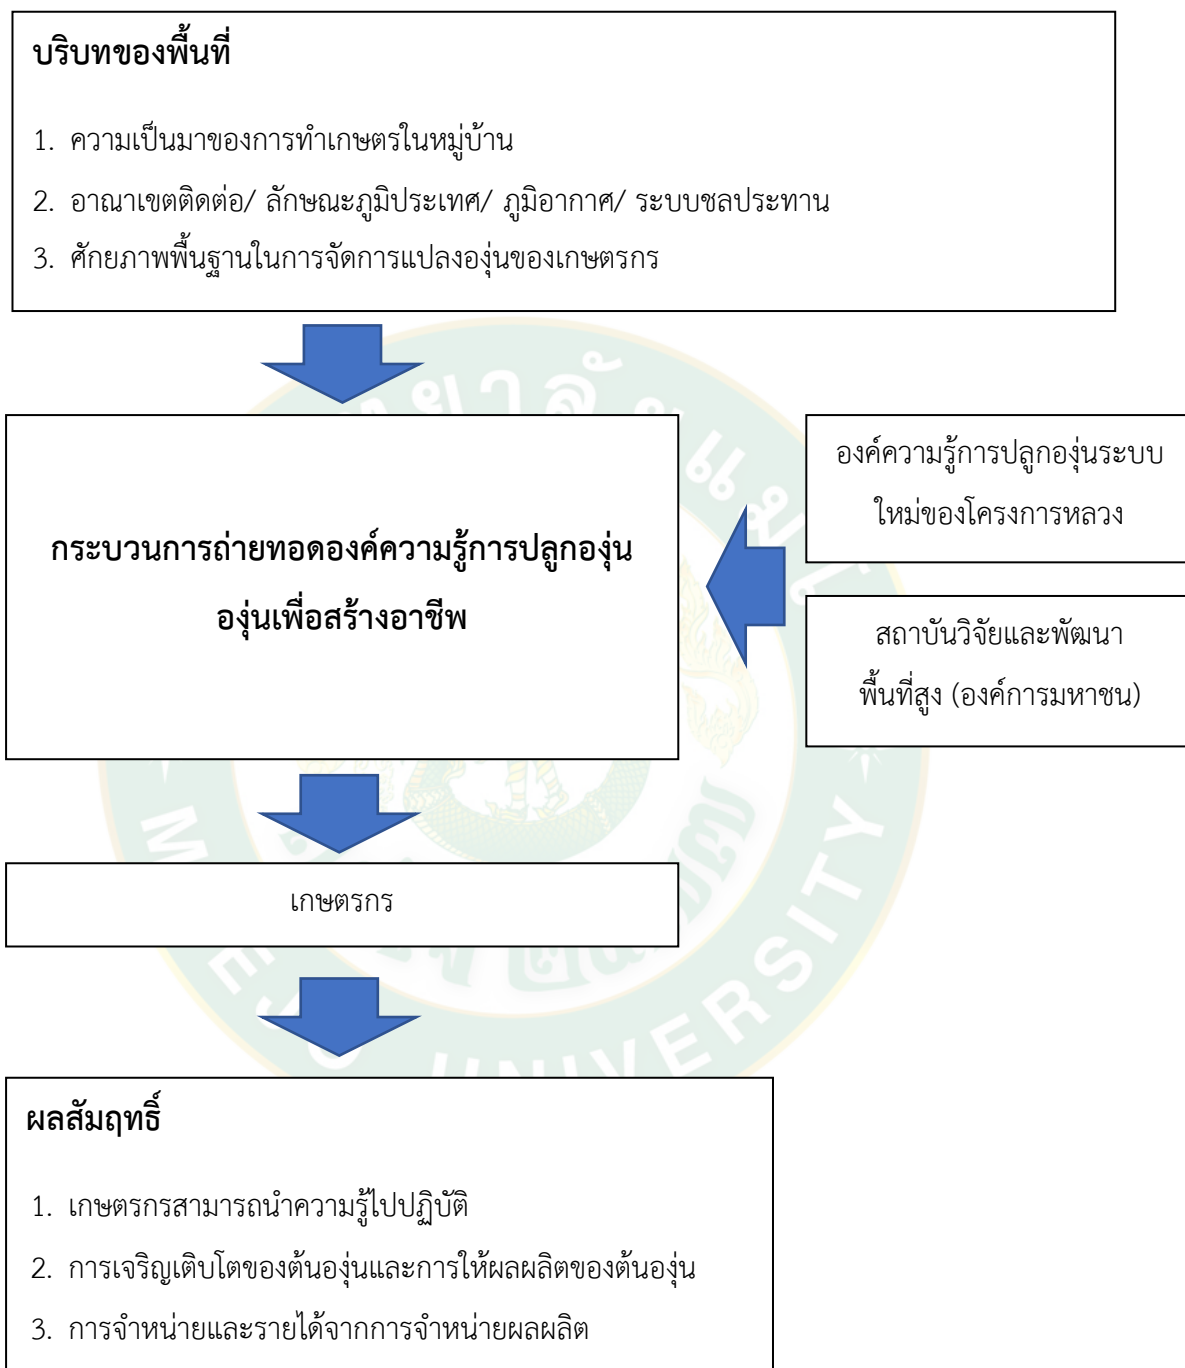 บริบทของพื้นที่
1. ความเป็นมาของการทำเกษตรในหมู่บ้าน
2. อาณาเขตติดต่อ/ ลักษณะภูมิประเทศ/ ภูมิอากาศ/ ระบบชลประทาน
3. ศักยภาพพื้นฐานในการจัดการแปลงองุ่นของเกษตรกร
กระบวนการถ่ายทอดองค์ความรู้การปลูกองุ่น
องุ่นเพื่อสร้างอาชีพ
องค์ความรู้การปลูกองุ่นระบบ
ใหม่ของโครงการหลวง
สถาบันวิจัยและพัฒนา
พื้นที่สูง (องค์การมหาชน)
เกษตรกร
ผลสัมฤทธิ์
1. เกษตรกรสามารถนำความรู้ไปปฏิบัติ
2. การเจริญเติบโตของต้นองุ่นและการให้ผลผลิตของต้นองุ่น
3. การจำหน่ายและรายได้จากการจำหน่ายผลผลิต
UNIVERSITY